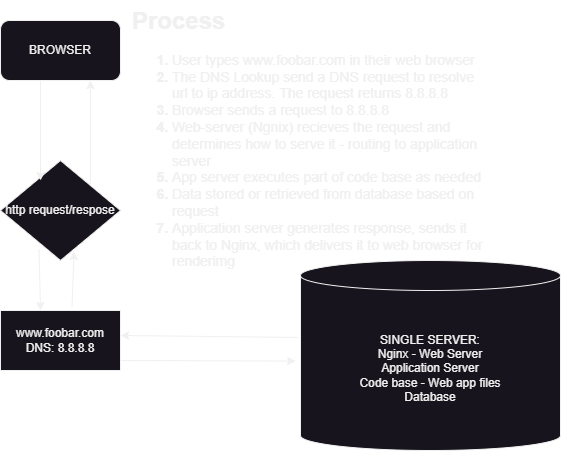 Process
BROWSER
1. User types www.foobar.com in their web browser
2. The DNS Lookup send a DNS request to resolve
url to ip address. The request returns 8.8.8.8
3. Browser sends a request to 8.8.8.8
4. Web-server (Ngnix) recieves the request and
determines how to serve it - routing to application
server
5. App server executes part of code base as needed
6. Data stored or retrieved from database based on
request
7. Application server generates response, sends it
back to Nginx, which delivers it to web browser for
renderimg
http request/respose
www.foobar.com
DNS: 8.8.8.8
SINGLE SERVER:
Nginx - Web Server
Application Server
Code base - Web app files
Database